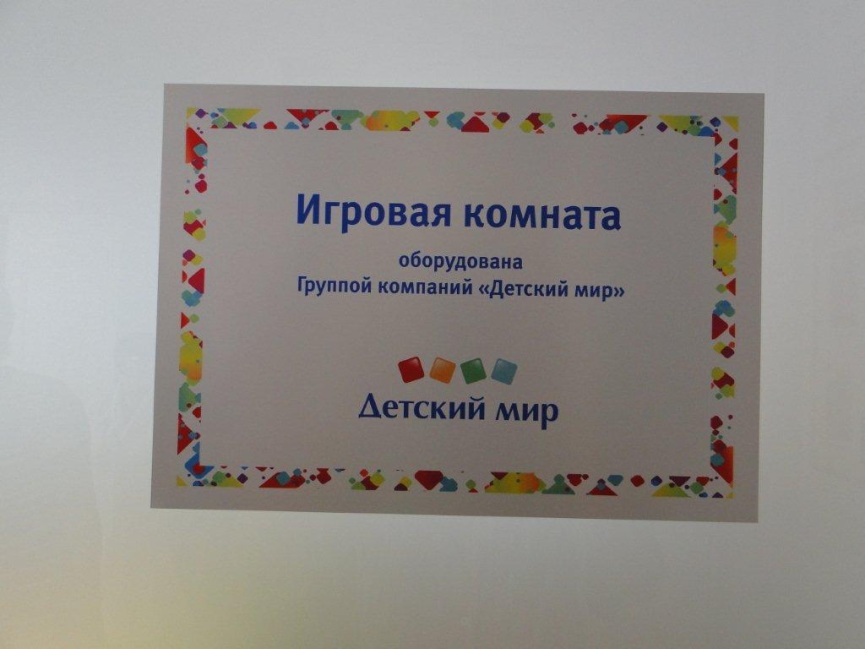 Игровая комната
оборудована
Группой компаний «Детский мир»
Детский мир